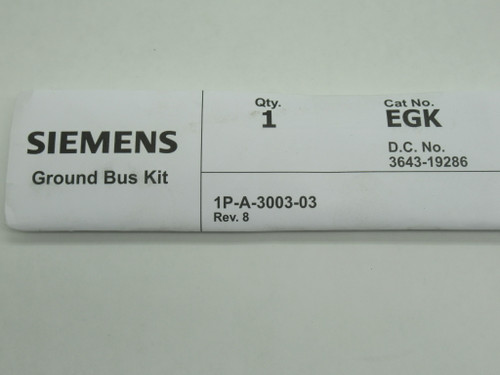 SIEMENS
Ground Bus Kit
Qty.
1
Cat No.
EGK
D.C. No.
3643-19286
1P-A-3003-03
Rev. 8